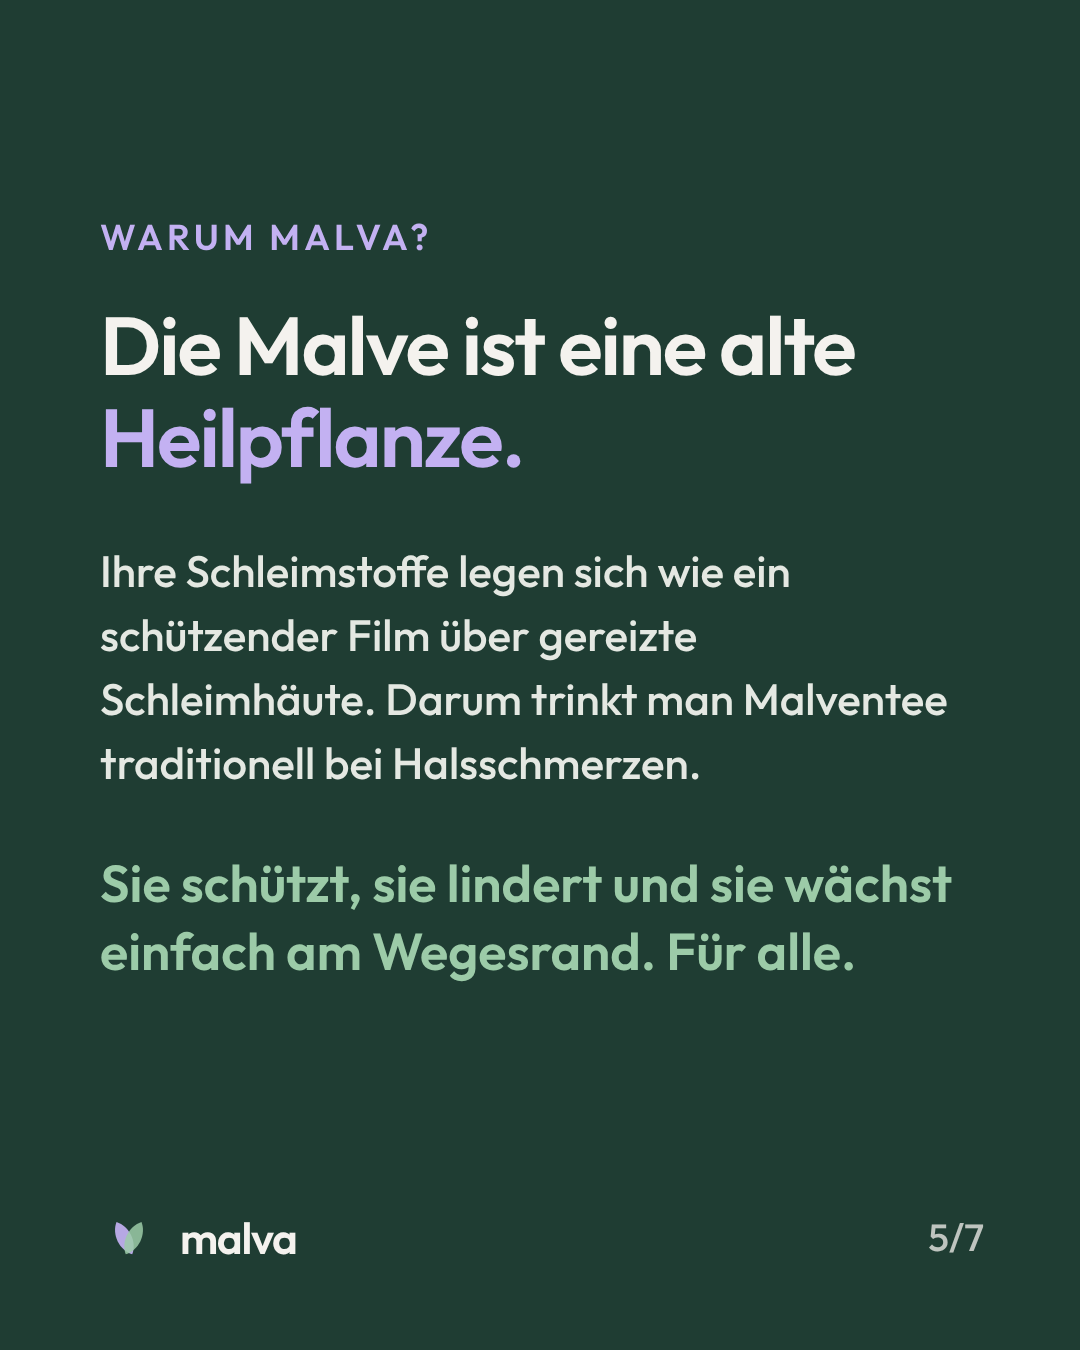 WARUM MALVA?
Die Malve ist eine alte
Heilpflanze.
Ihre Schleimstoffe legen sich wie ein
schützender Film über gereizte
Schleimhäute. Darum trinkt man Malventee
traditionell bei Halsschmerzen.
Sie schützt, sie lindert und sie wächst
einfach am Wegesrand. Für alle.
malva
5/7